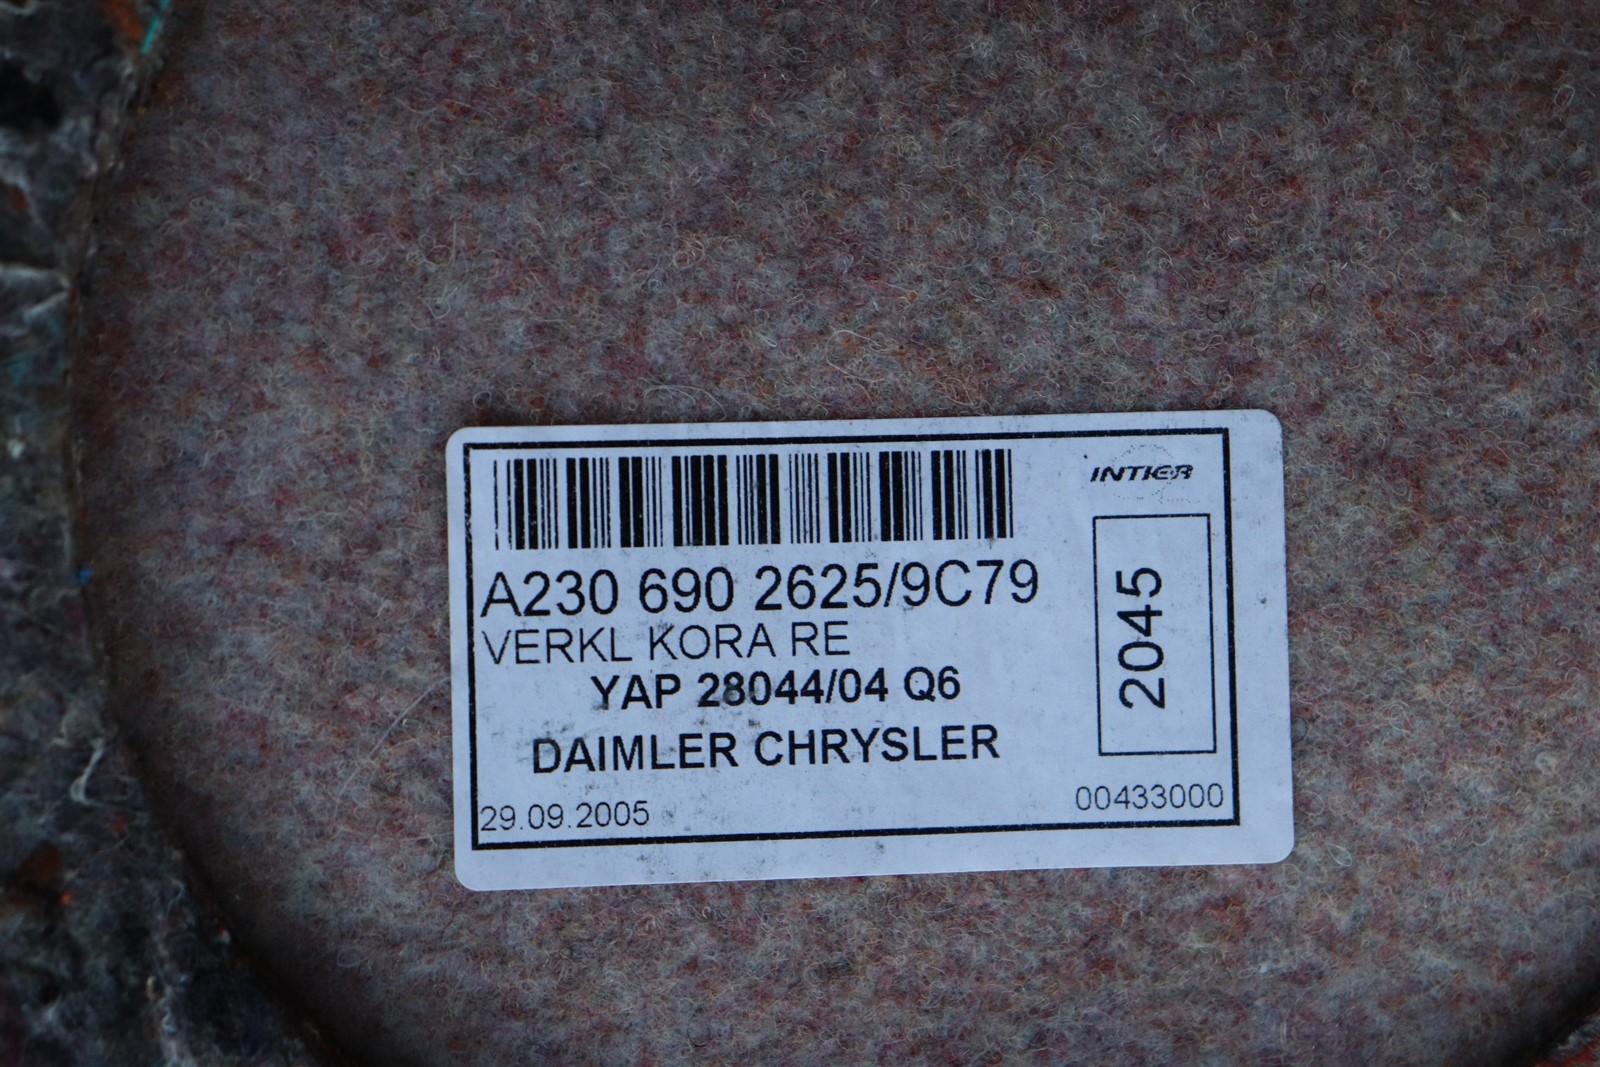 INTIER
A230 690 2625/9C79
VERKL KORA RE
YAP 28044/04 Q6
DAIMLER CHRYSLER
2045
29.09.2005
00433000